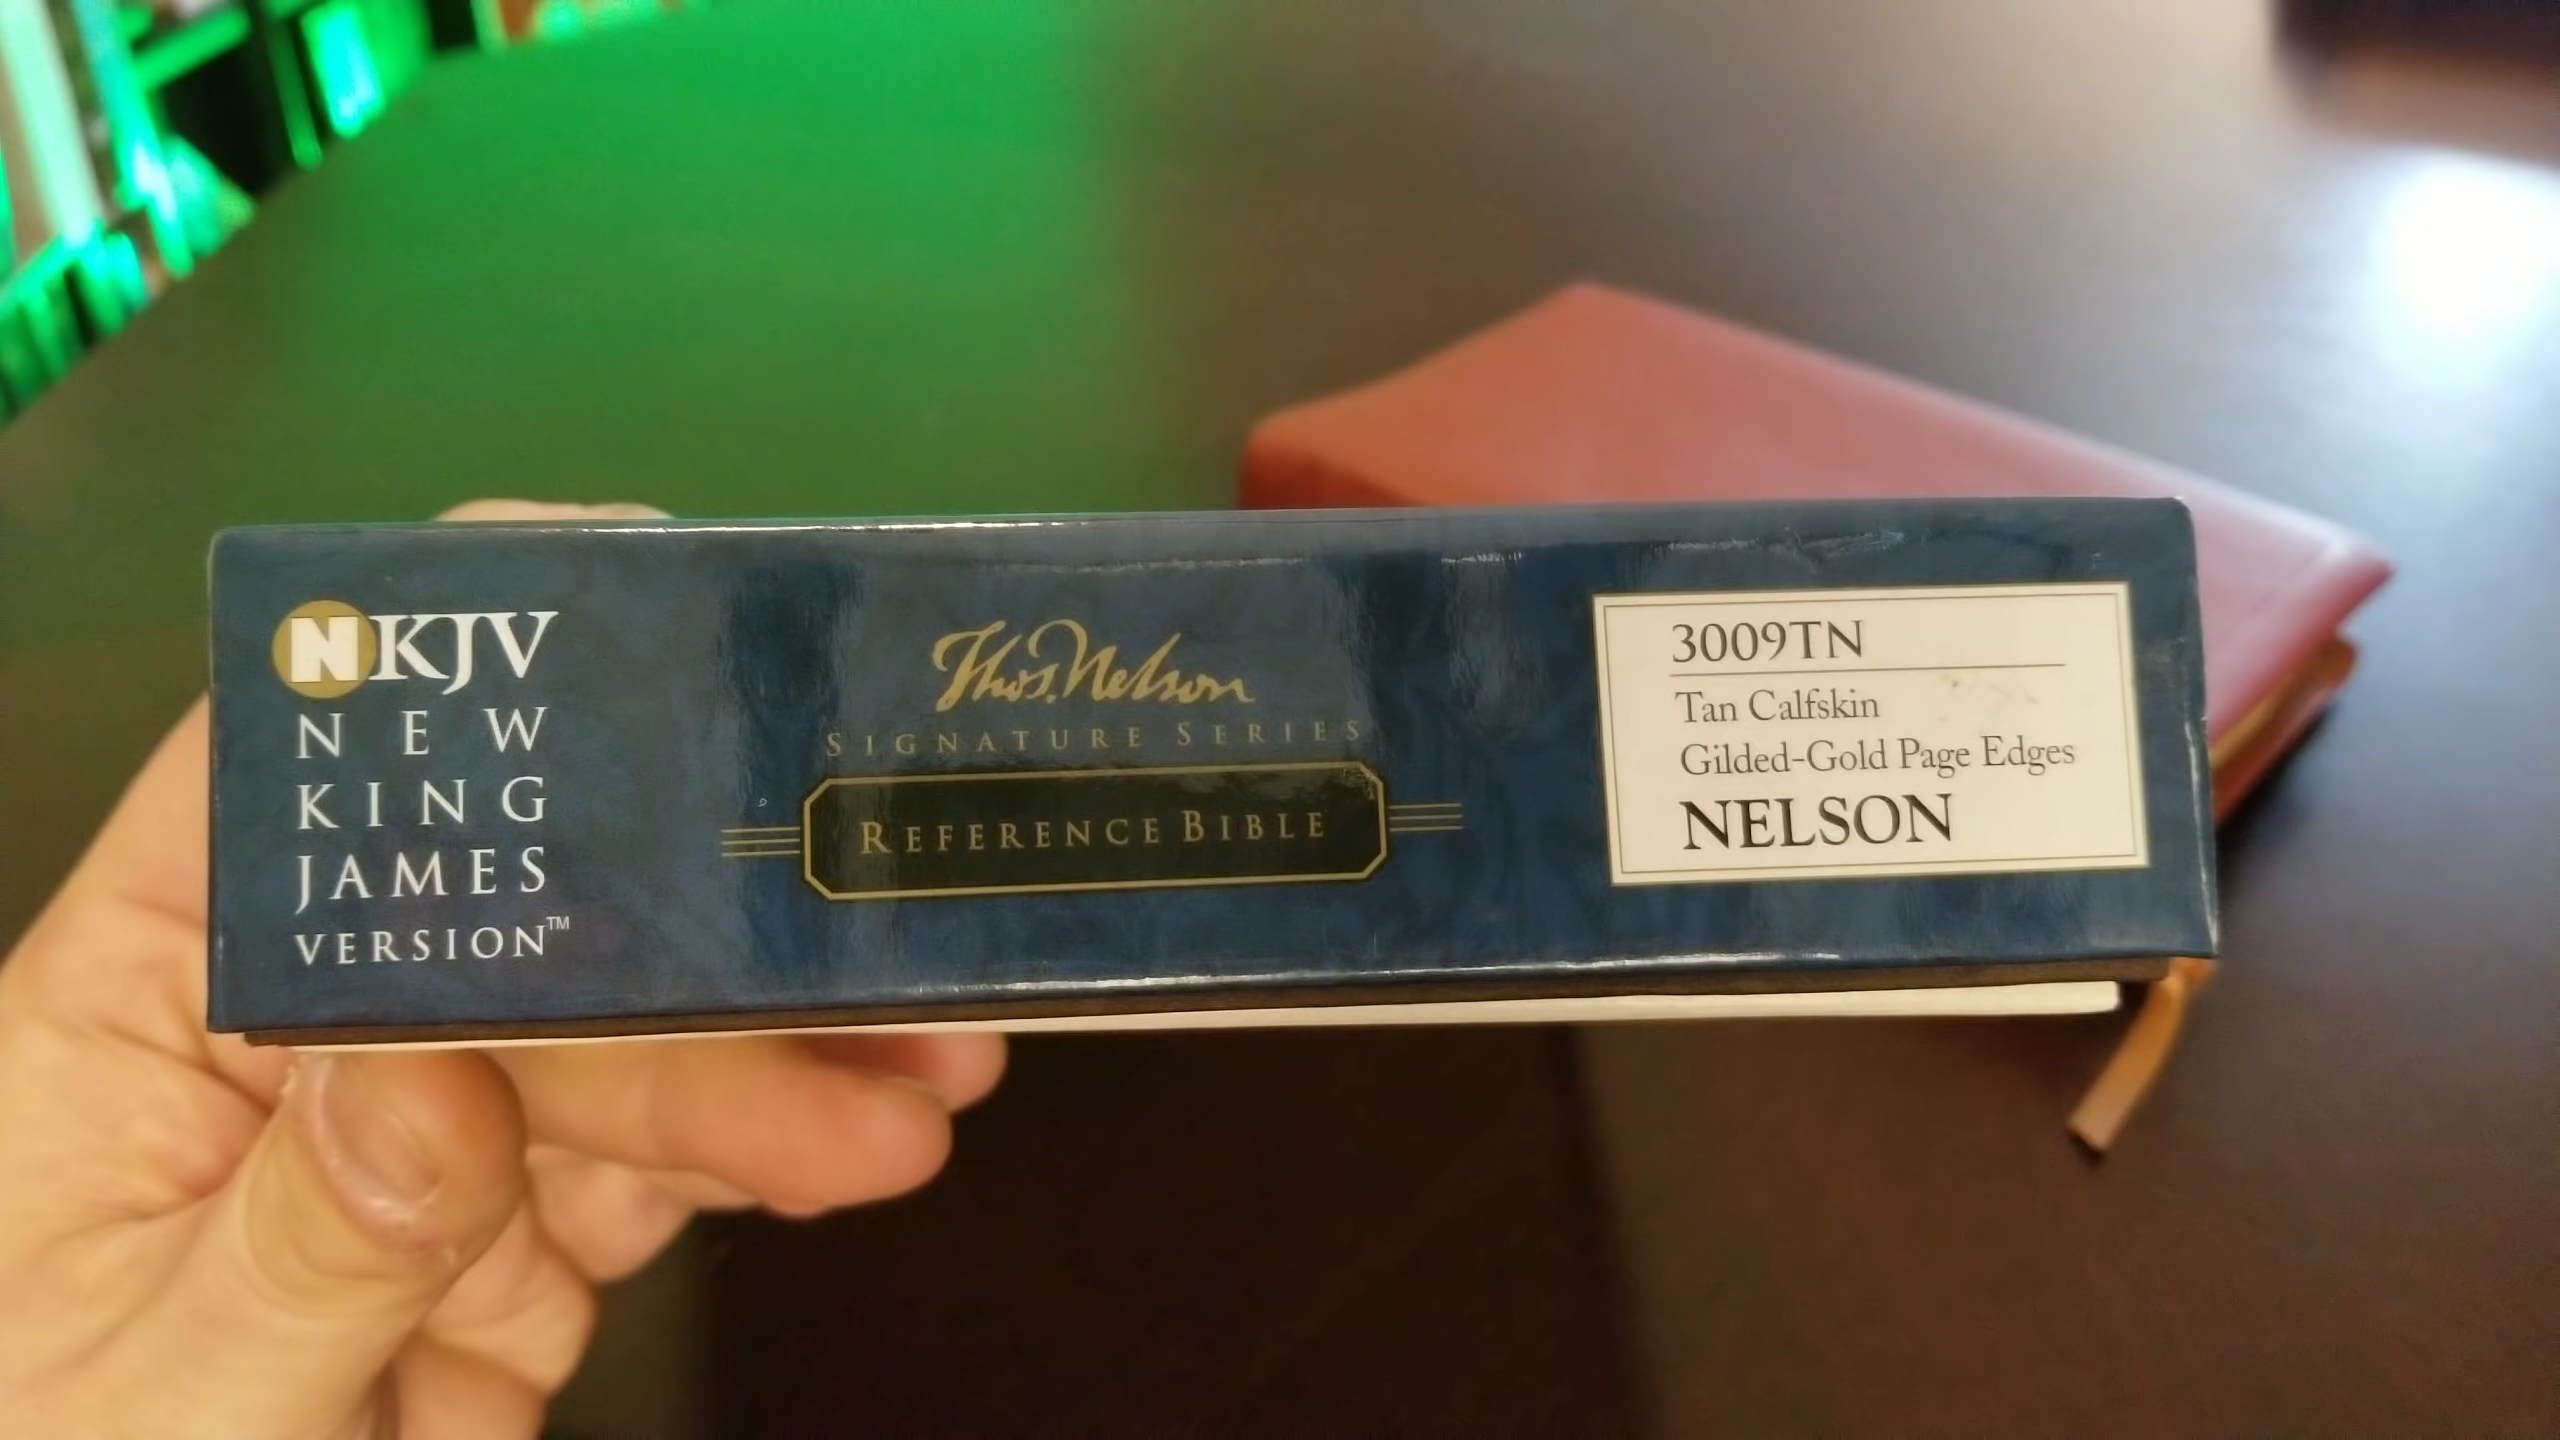 NKJV
NEW
KING
JAMES
VERSION™
Thos. Nelson
SIGNATURE SERIES
REFERENCE BIBLE
3009TN
Tan Calfskin
Gilded-Gold Page Edges
NELSON